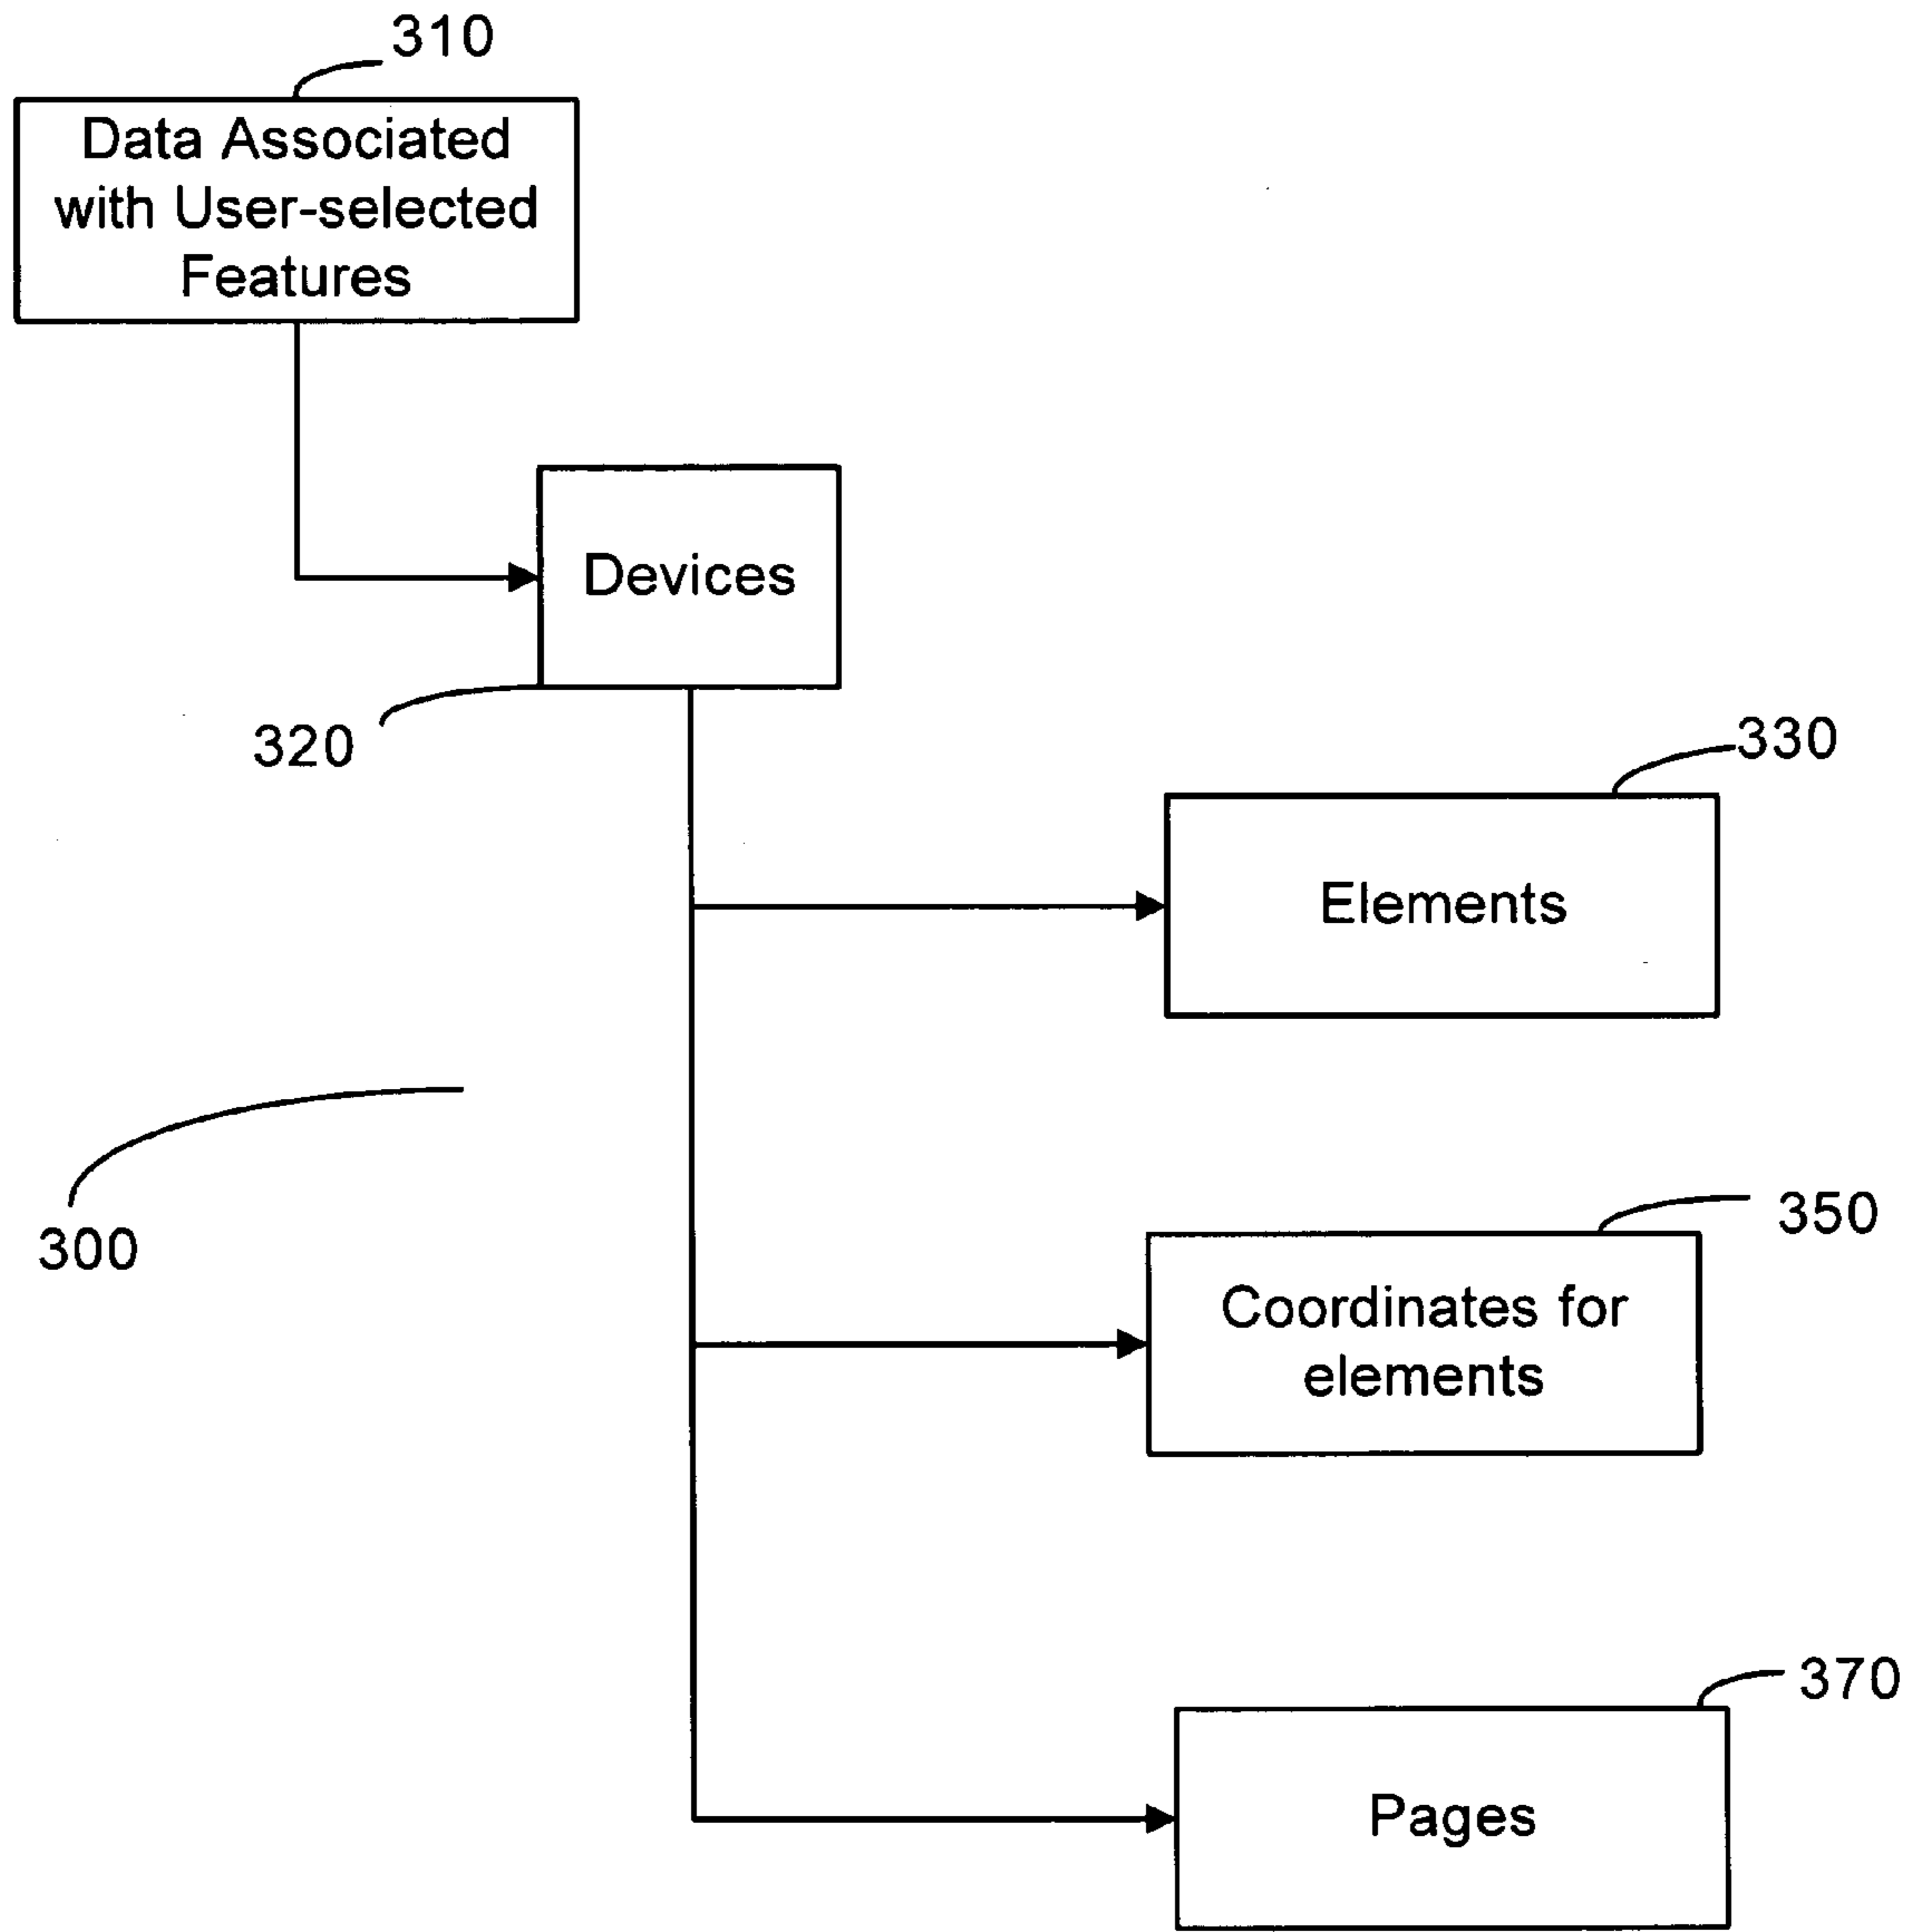 310
Data Associated
with User-selected
Features
Devices
320
330
Elements
300
350
Coordinates for
elements
370
Pages